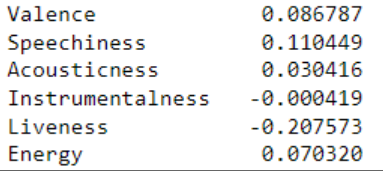 Valence 0.086787
Speechiness 0.110449
Acousticness 0.030416
Instrumentalness -0.000419
Liveness -0.207573
Energy 0.070320